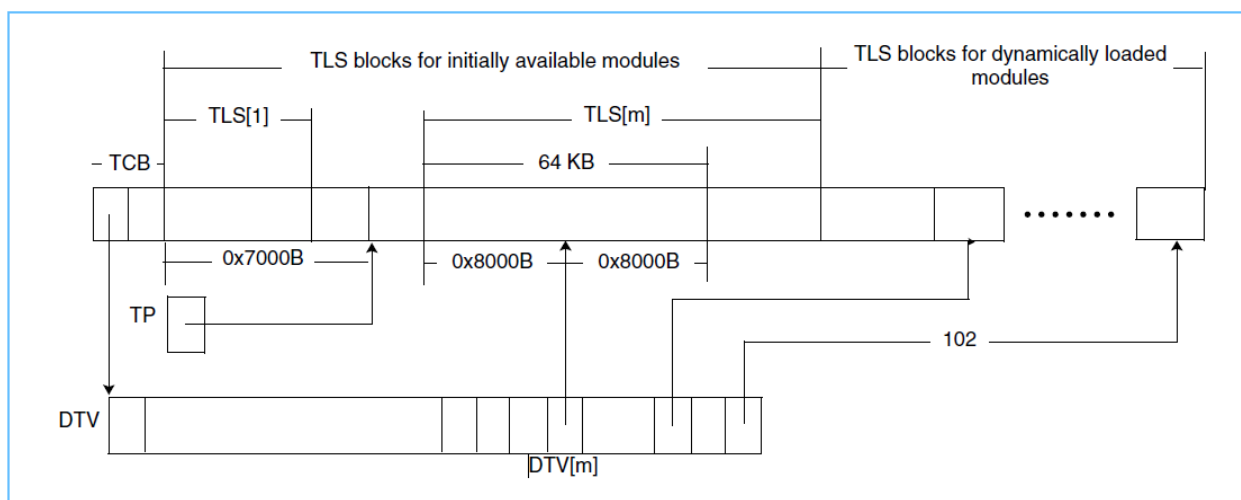 TLS blocks for initially available modules
TLS blocks for dynamically loaded
modules
TLS[1]
TLS[m]
TCB
64 KB
0x7000B
0x8000B
0x8000B
TP
102
DTV
DTV[m]